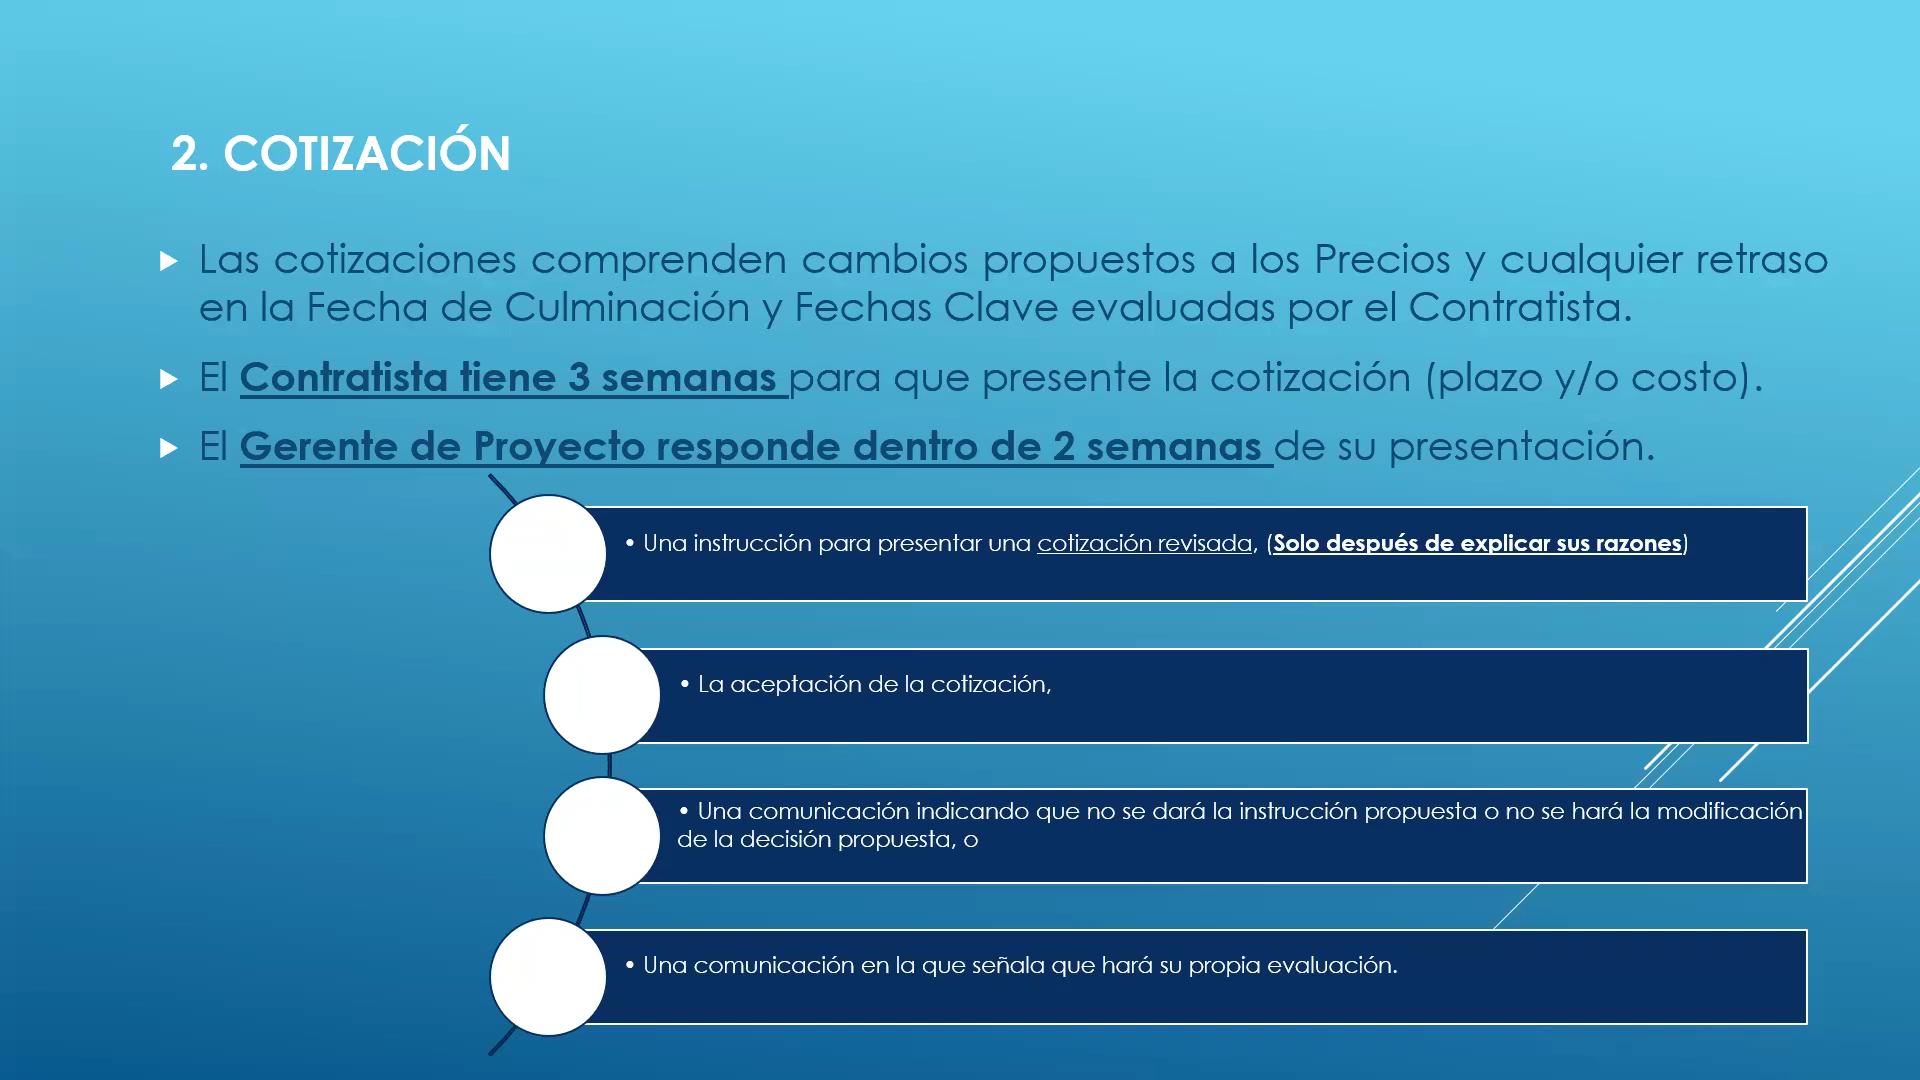 2. COTIZACIÓN
Las cotizaciones comprenden cambios propuestos a los Precios y cualquier retraso
en la Fecha de Culminación y Fechas Clave evaluadas por el Contratista.
El Contratista tiene 3 semanas para que presente la cotización (plazo y/o costo).
El Gerente de Proyecto responde dentro de 2 semanas de su presentación.
• Una instrucción para presentar una cotización revisada, (Solo después de explicar sus razones)
• La aceptación de la cotización,
• Una comunicación indicando que no se dará la instrucción propuesta o no se hará la modificación
de la decisión propuesta, o
• Una comunicación en la que señala que hará su propia evaluación.